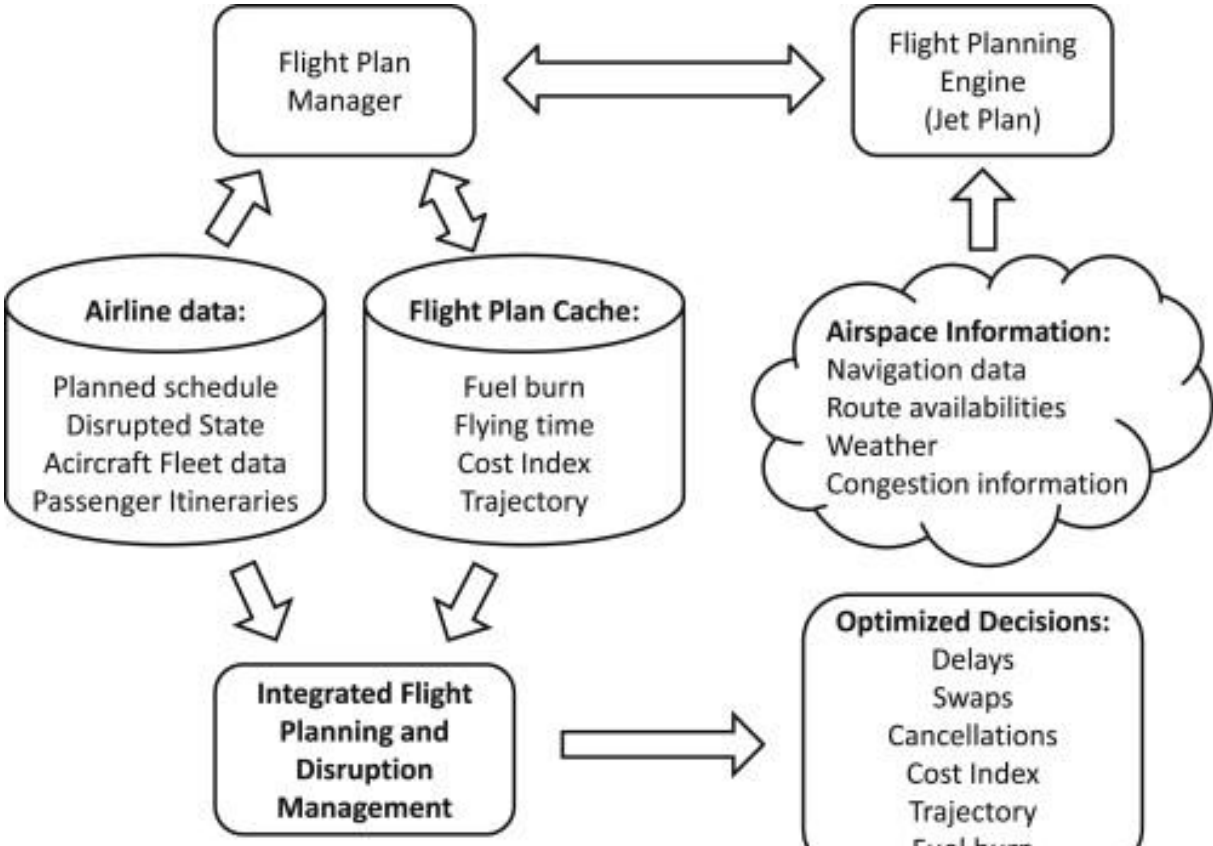 Flight Plan
Manager
Flight Planning
Engine
(Jet Plan)
Airline data:
Planned schedule
Disrupted State
Acircraft Fleet data
Passenger Itineraries
Flight Plan Cache:
Fuel burn
Flying time
Cost Index
Trajectory
Airspace Information:
Navigation data
Route availabilities
Weather
Congestion information
Integrated Flight
Planning and
Disruption
Management
Optimized Decisions:
Delays
Swaps
Cancellations
Cost Index
Trajectory
Fuel burn